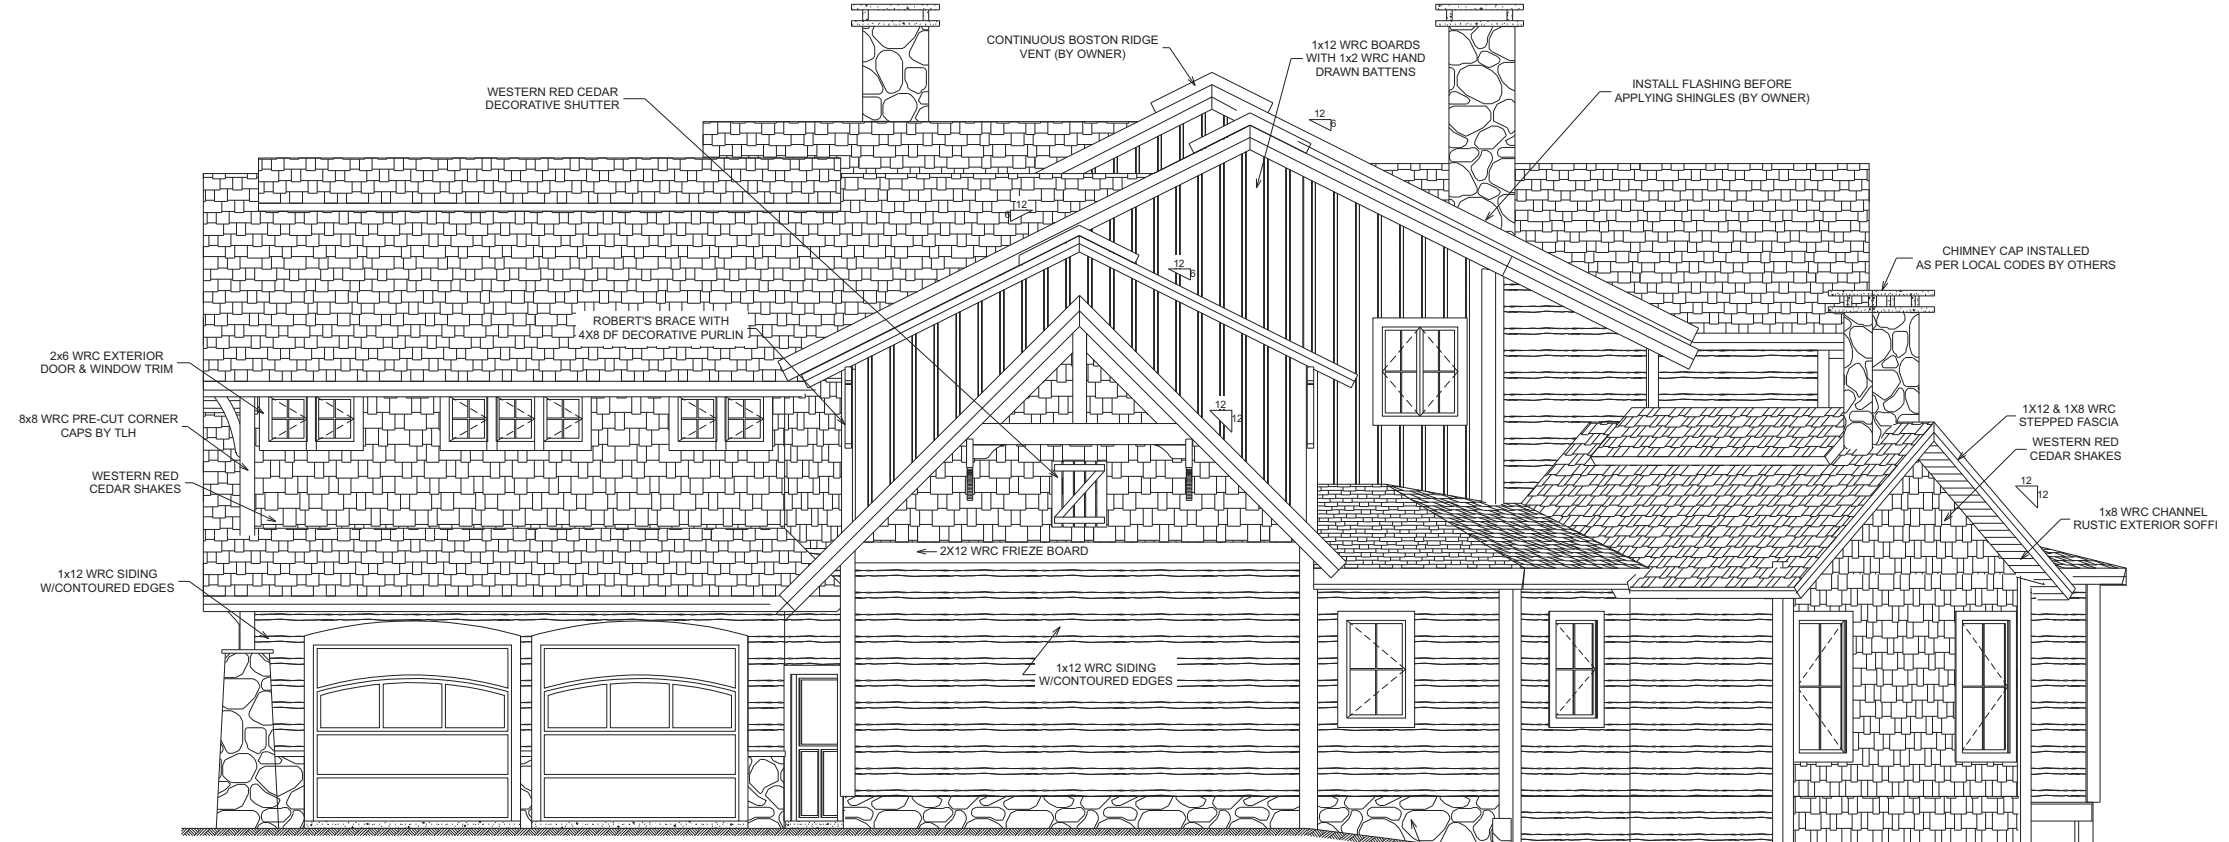 CONTINUOUS BOSTON RIDGE
VENT (BY OWNER)
1x12 WRC BOARDS
WITH 1x2 WRC HAND
DRAWN BATTENS
WESTERN RED CEDAR
DECORATIVE SHUTTER
INSTALL FLASHING BEFORE
APPLYING SHINGLES (BY OWNER)
12
6
12
6
CHIMNEY CAP INSTALLED
AS PER LOCAL CODES BY OTHERS
12
6
ROBERT'S BRACE WITH
4X8 DF DECORATIVE PURLIN
2x6 WRC EXTERIOR
DOOR & WINDOW TRIM
8x8 WRC PRE-CUT CORNER
CAPS BY TLH
12
12
1X12 & 1X8 WRC
STEPPED FASCIA
WESTERN RED
CEDAR SHAKES
WESTERN RED
CEDAR SHAKES
12
12
1x8 WRC CHANNEL
RUSTIC EXTERIOR SOFFI
2X12 WRC FRIEZE BOARD
1x12 WRC SIDING
W/CONTOURED EDGES
1x12 WRC SIDING
W/CONTOURED EDGES